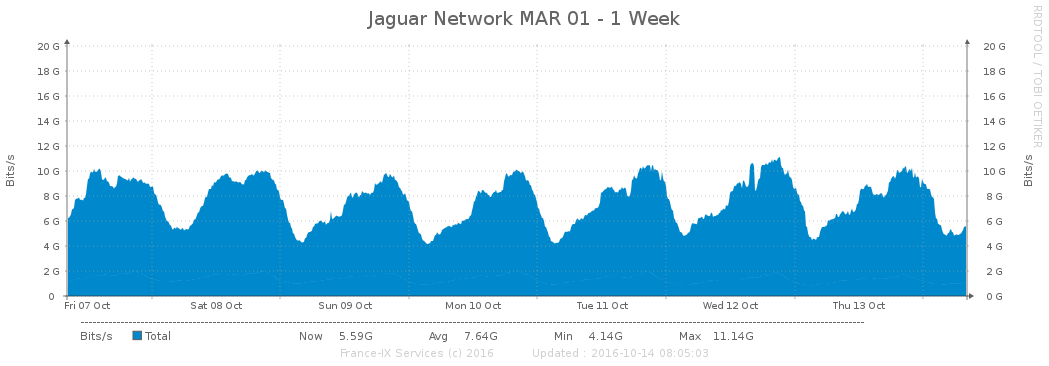 Jaguar Network MAR 01 - 1 Week
RRDTOOL / TOBI OETIKER
Bits/s
20 G 20 G
18 G 18 G
16 G 16 G
14 G 14 G
12 G 12 G
10 G 10 G
8 G 8 G
6 G 6 G
4 G 4 G
2 G 2 G
0 0 G
Bits/s
Fri 07 Oct Sat 08 Oct Sun 09 Oct Mon 10 Oct Tue 11 Oct Wed 12 Oct Thu 13 Oct
Bits/s Total Now 5.59G Avg 7.64G Min 4.14G Max 11.14G
France-IX Services (c) 2016 Updated : 2016-10-14 08:05:03